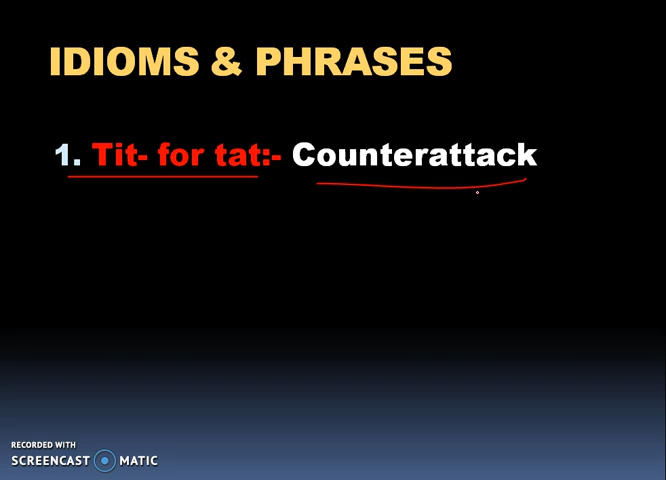 IDIOMS & PHRASES
1. Tit- for tat:- Counterattack
RECORDED WITH
SCREENCAST MATIC